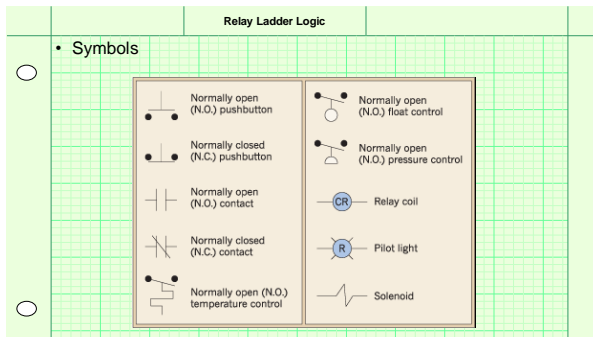 Relay Ladder Logic
• Symbols
Normally open
(N.O.) pushbutton
Normally closed
(N.C.) pushbutton
Normally open
(N.O.) contact
Normally closed
(N.C.) contact
Normally open (N.O.)
temperature control
Normally open
(N.O.) float control
Normally open
(N.O.) pressure control
CR Relay coil
R Pilot light
Solenoid